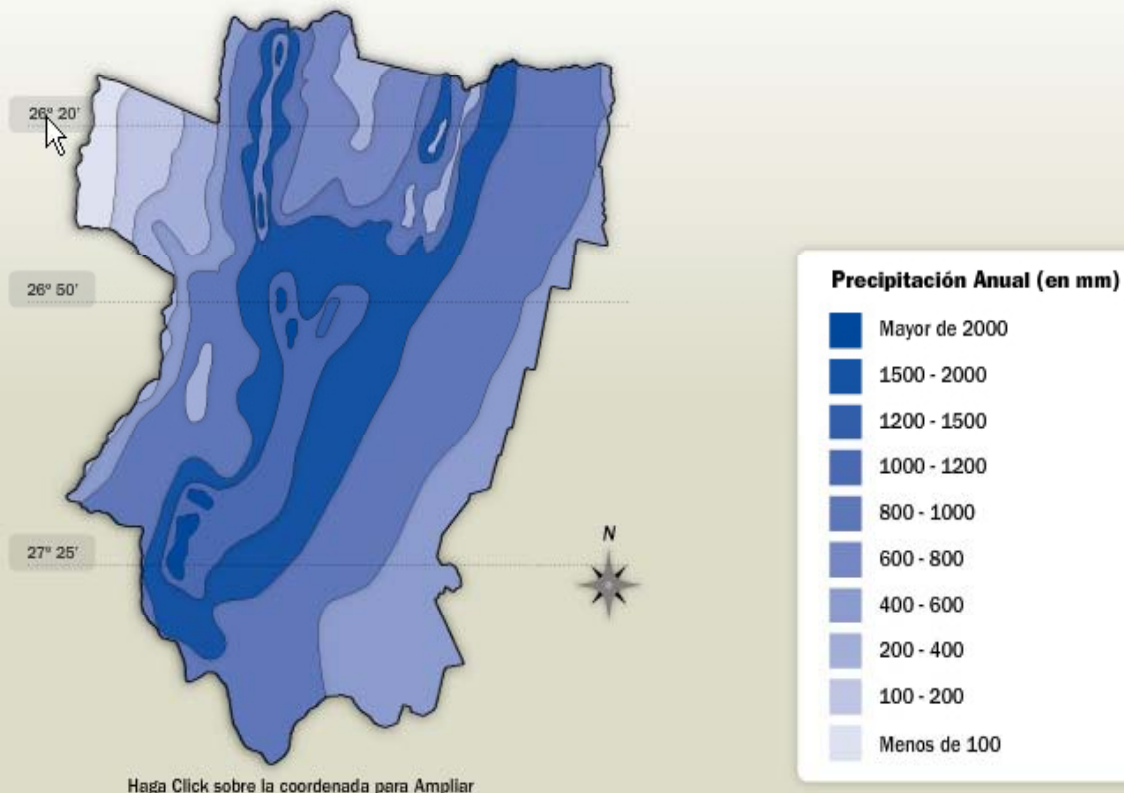 26º 20'
26º 50'
27º 25'
N
Precipitación Anual (en mm)
Mayor de 2000
1500 - 2000
1200 - 1500
1000 - 1200
800 - 1000
600 - 800
400 - 600
200 - 400
100 - 200
Menos de 100
Haga Click sobre la coordenada para Ampliar